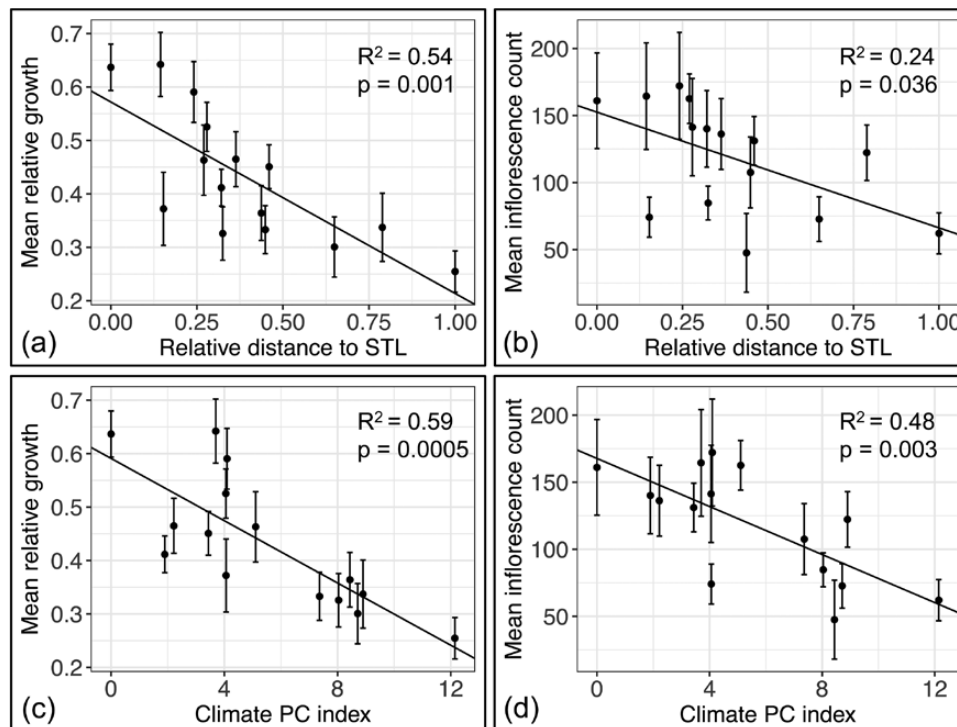 0.7
0.6
0.5
0.4
0.3
0.2
Mean relative growth
R² = 0.54
p = 0.001
0.00
0.25
0.50
0.75
1.00
(a)
Relative distance to STL
200
150
100
50
Mean inflorescence count
R² = 0.24
p = 0.036
0.00
0.25
0.50
0.75
1.00
(b)
Relative distance to STL
0.7
0.6
0.5
0.4
0.3
0.2
Mean relative growth
R² = 0.59
p = 0.0005
0
4
8
12
(c)
Climate PC index
200
150
100
50
Mean inflorescence count
R² = 0.48
p = 0.003
0
4
8
12
(d)
Climate PC index